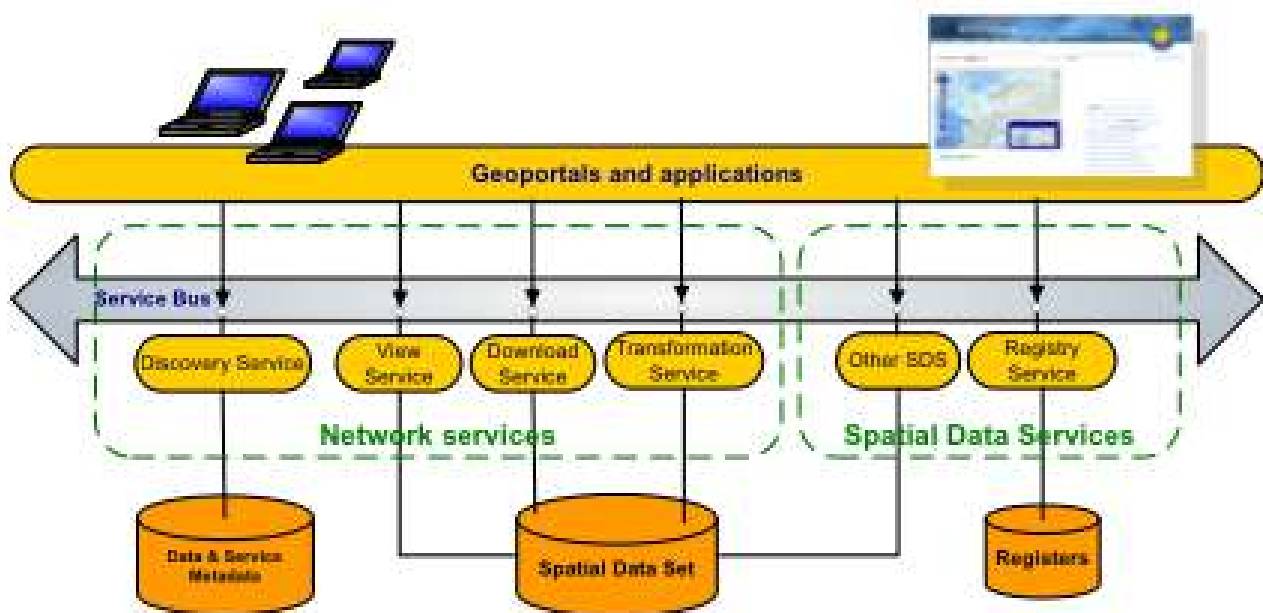 Geoportals and applications
Service Bus
Discovery Service
View
Service
Download
Service
Transformation
Service
Other SDS
Registry
Service
Network services
Spatial Data Services
Data & Service
Metadata
Spatial Data Set
Registers